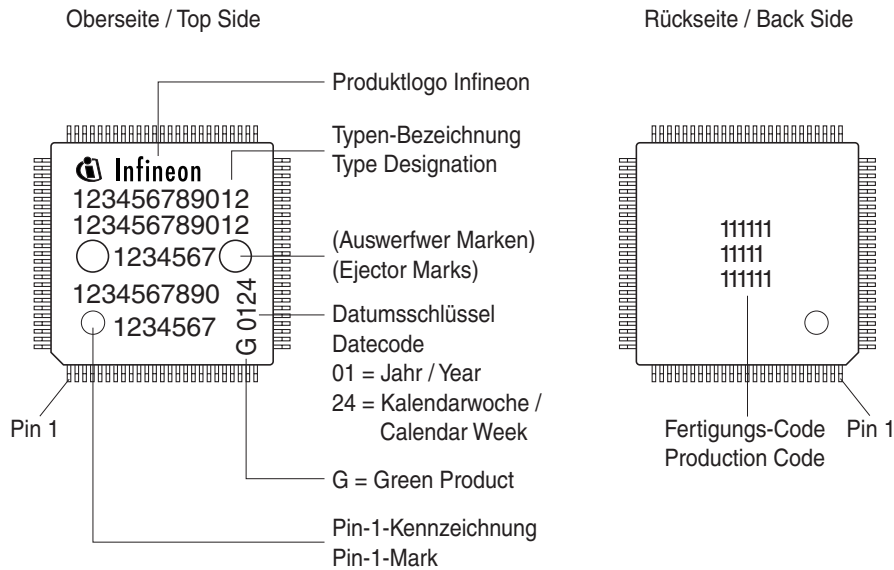 Oberseite / Top Side
Rückseite / Back Side
Produktlogo Infineon
Typen-Bezeichnung
Type Designation
Infineon
123456789012
123456789012
1234567
1234567890
1234567
G 0124
(Auswerfwer Marken)
(Ejector Marks)
Datumsschlüssel
Datecode
01 = Jahr / Year
24 = Kalendarwoche /
Calendar Week
G = Green Product
Pin-1-Kennzeichnung
Pin-1-Mark
Pin 1
111111
11111
111111
Fertigungs-Code
Production Code
Pin 1